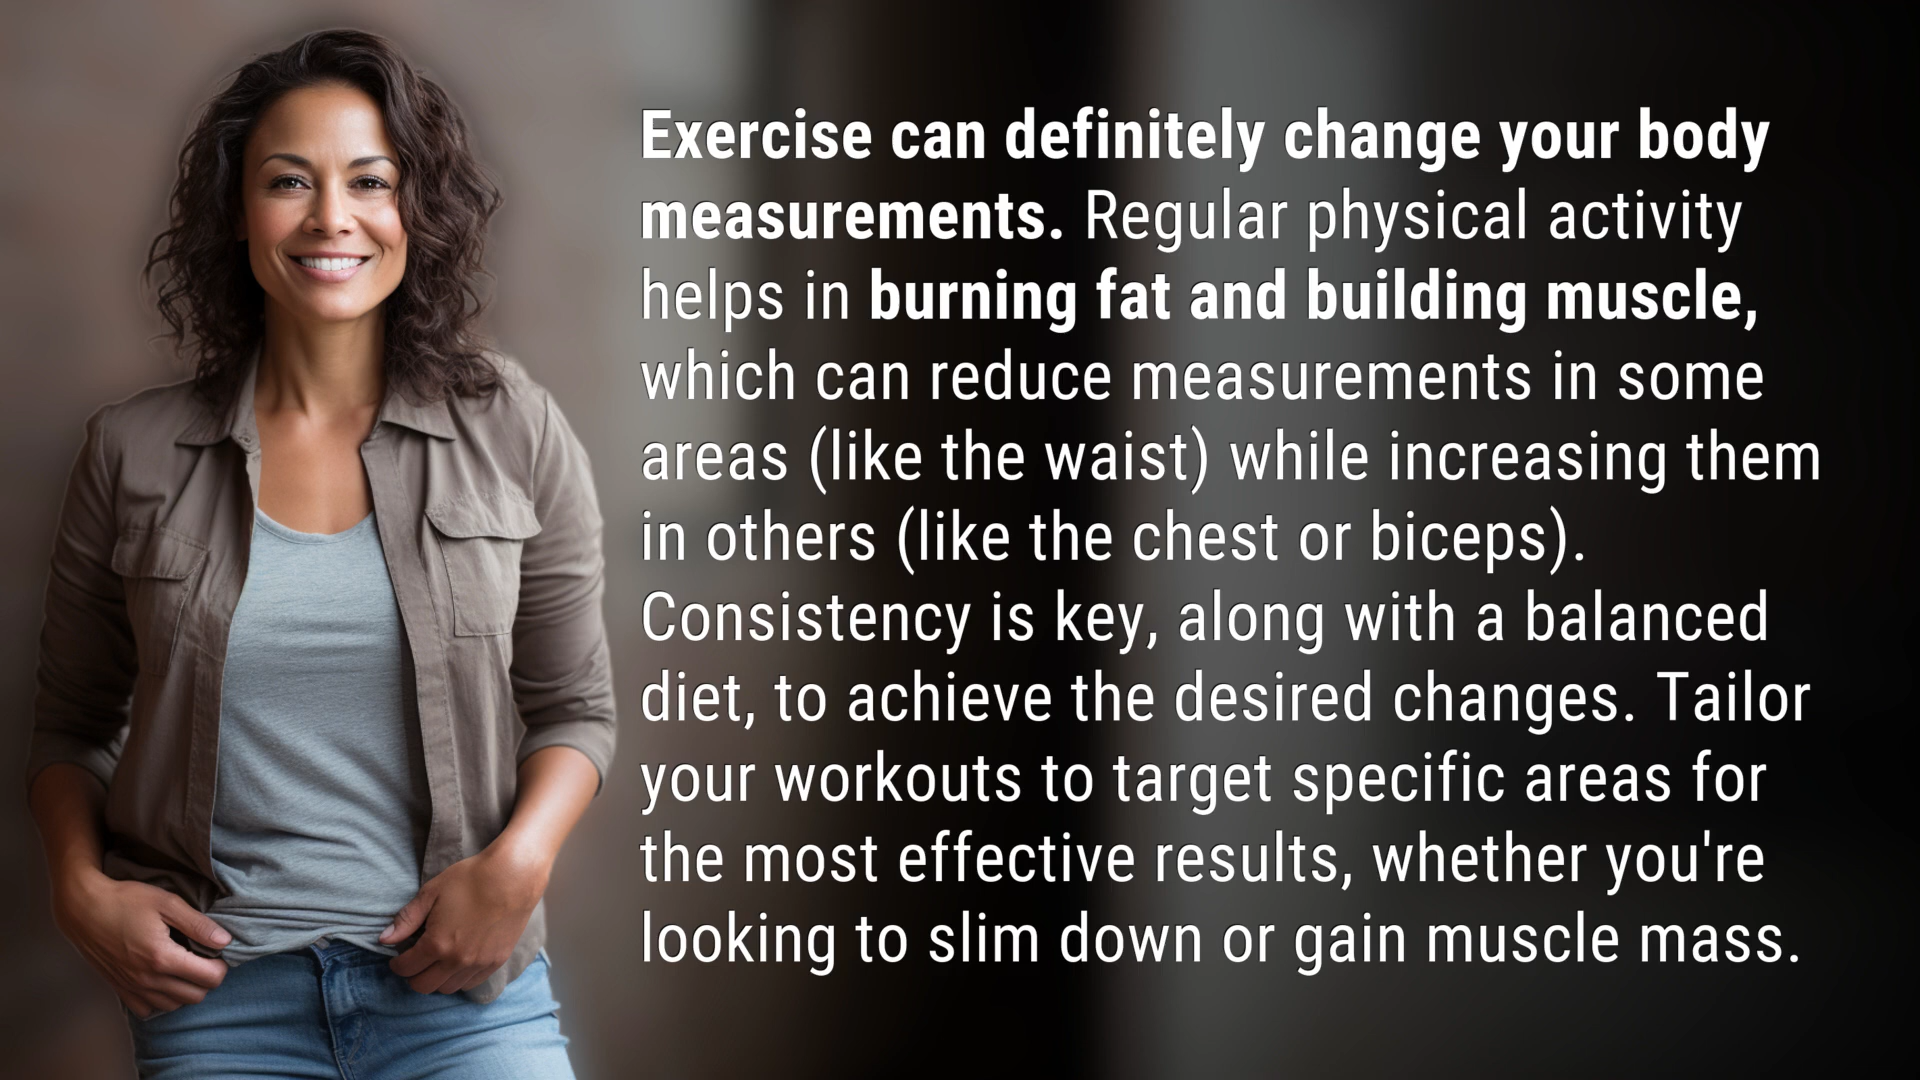 Exercise can definitely change your body
measurements. Regular physical activity
helps in burning fat and building muscle,
which can reduce measurements in some
areas (like the waist) while increasing them
in others (like the chest or biceps).
Consistency is key, along with a balanced
diet, to achieve the desired changes. Tailor
your workouts to target specific areas for
the most effective results, whether you're
looking to slim down or gain muscle mass.